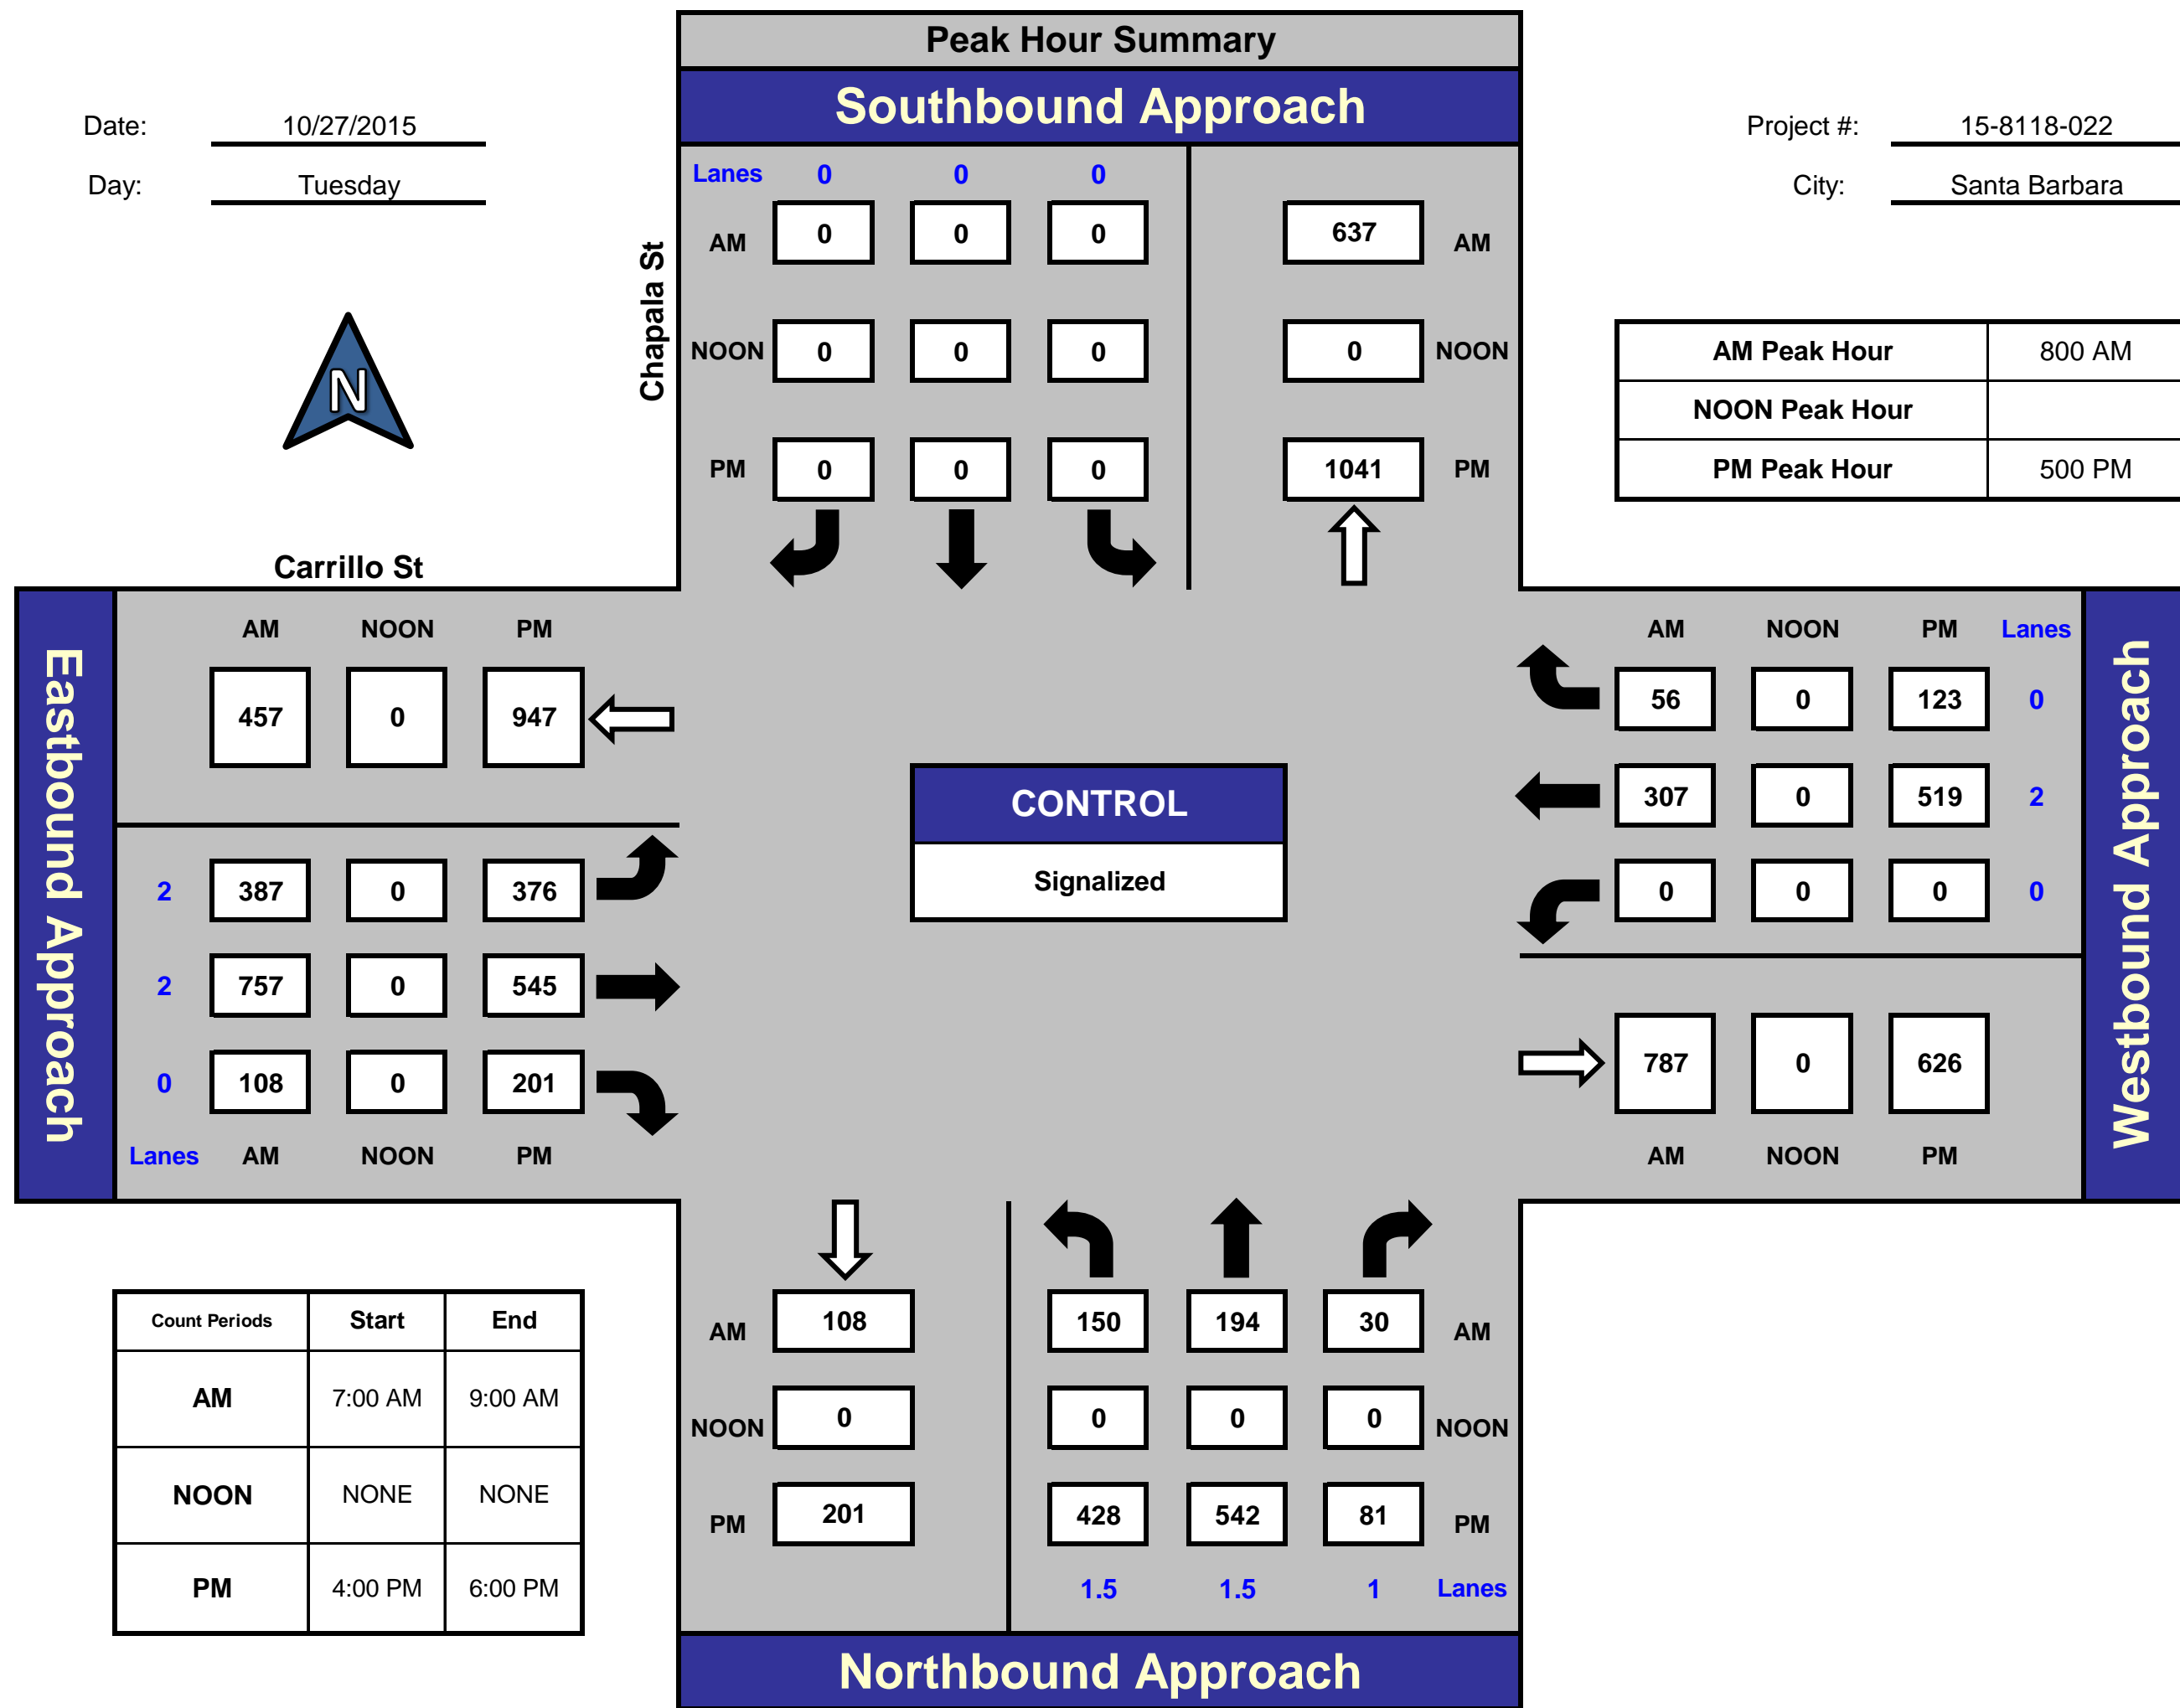 Peak Hour Summary
Southbound Approach
Date: 10/27/2015
Project #: 15-8118-022
Day: Tuesday
City: Santa Barbara
Lanes 0 0 0
AM 0 0 0 637 AM
Chapala St
NOON 0 0 0 0 NOON
PM 0 0 0 1041 PM
N
AM Peak Hour 800 AM
NOON Peak Hour
PM Peak Hour 500 PM
Carrillo St
Eastbound Approach
AM NOON PM
457 0 947
2 387 0 376
2 757 0 545
0 108 0 201
Lanes AM NOON PM
CONTROL
Signalized
AM NOON PM Lanes
56 0 123 0
307 0 519 2
0 0 0 0
787 0 626
AM NOON PM
Westbound Approach
Count Periods Start End
AM 7:00 AM 9:00 AM
NOON NONE NONE
PM 4:00 PM 6:00 PM
AM 108 150 194 30 AM
NOON 0 0 0 0 NOON
PM 201 428 542 81 PM
1.5 1.5 1 Lanes
Northbound Approach